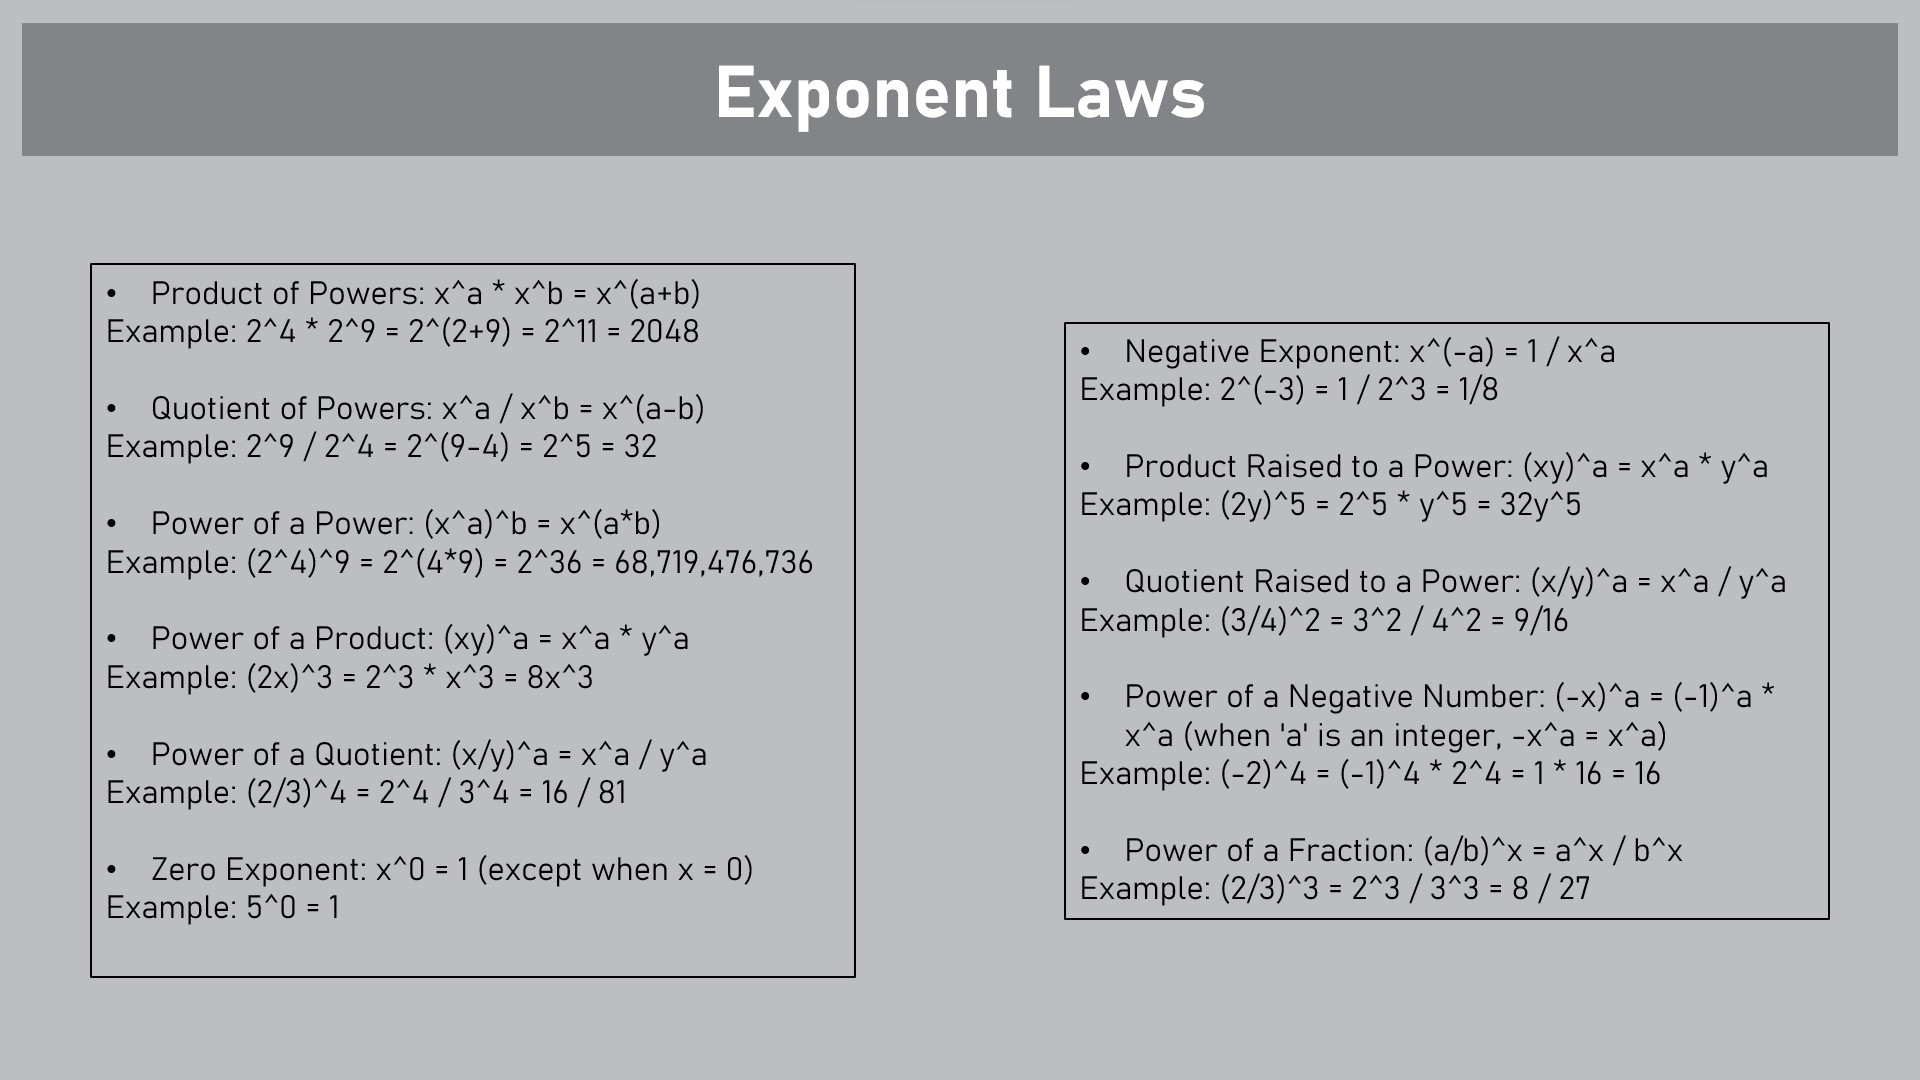 Exponent Laws
• Product of Powers: x^a * x^b = x^(a+b)
Example: 2^4 * 2^9 = 2^(2+9) = 2^11 = 2048
• Quotient of Powers: x^a / x^b = x^(a-b)
Example: 2^9 / 2^4 = 2^(9-4) = 2^5 = 32
• Power of a Power: (x^a)^b = x^(a*b)
Example: (2^4)^9 = 2^(4*9) = 2^36 = 68,719,476,736
• Power of a Product: (xy)^a = x^a * y^a
Example: (2x)^3 = 2^3 * x^3 = 8x^3
• Power of a Quotient: (x/y)^a = x^a / y^a
Example: (2/3)^4 = 2^4 / 3^4 = 16 / 81
• Zero Exponent: x^0 = 1 (except when x = 0)
Example: 5^0 = 1
• Negative Exponent: x^(-a) = 1 / x^a
Example: 2^(-3) = 1 / 2^3 = 1/8
• Product Raised to a Power: (xy)^a = x^a * y^a
Example: (2y)^5 = 2^5 * y^5 = 32y^5
• Quotient Raised to a Power: (x/y)^a = x^a / y^a
Example: (3/4)^2 = 3^2 / 4^2 = 9/16
• Power of a Negative Number: (-x)^a = (-1)^a *
x^a (when 'a' is an integer, -x^a = x^a)
Example: (-2)^4 = (-1)^4 * 2^4 = 1 * 16 = 16
• Power of a Fraction: (a/b)^x = a^x / b^x
Example: (2/3)^3 = 2^3 / 3^3 = 8 / 27